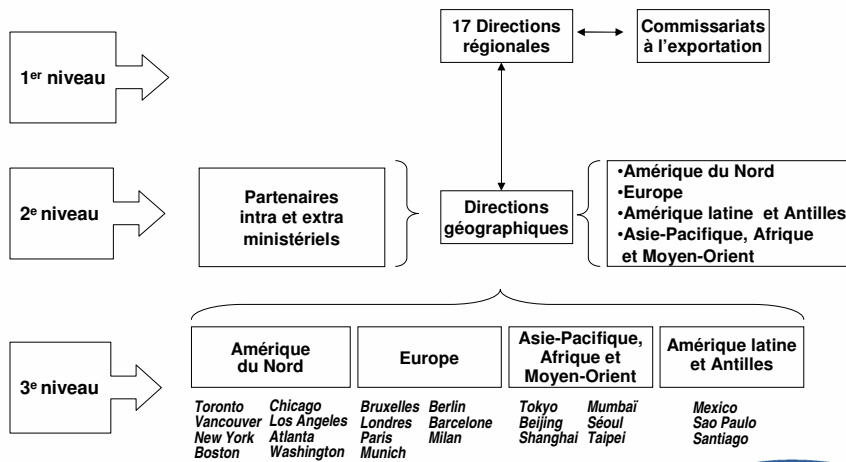 1er niveau
17 Directions
régionales
Commissariats
à l'exportation
2e niveau
Partenaires
intra et extra
ministériels
Directions
géographiques
•Amérique du Nord
•Europe
•Amérique latine et Antilles
•Asie-Pacifique, Afrique
et Moyen-Orient
3e niveau
Amérique
du Nord
Europe
Asie-Pacifique,
Afrique et
Moyen-Orient
Amérique latine
et Antilles
Toronto
Vancouver
New York
Boston
Chicago
Los Angeles
Atlanta
Washington
Bruxelles
Londres
Paris
Munich
Berlin
Barcelone
Milan
Tokyo
Beijing
Shanghai
Mumbaï
Séoul
Taipei
Mexico
Sao Paulo
Santiago